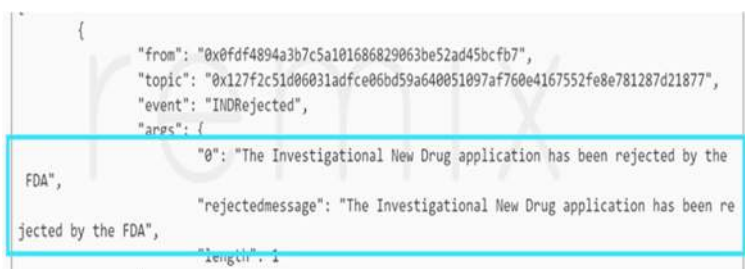 {
"from": "0x0fdf4894a3b7c5a101686829063be52ad45bcfb7",
"topic": "0x127f2c51d06031adfce06bd59a640051097af760e4167552fe8e781287d21877",
"event": "INDRejected",
"args": {
"0": "The Investigational New Drug application has been rejected by the
FDA",
"rejectedmessage": "The Investigational New Drug application has been re
jected by the FDA",
"length": 1
remix